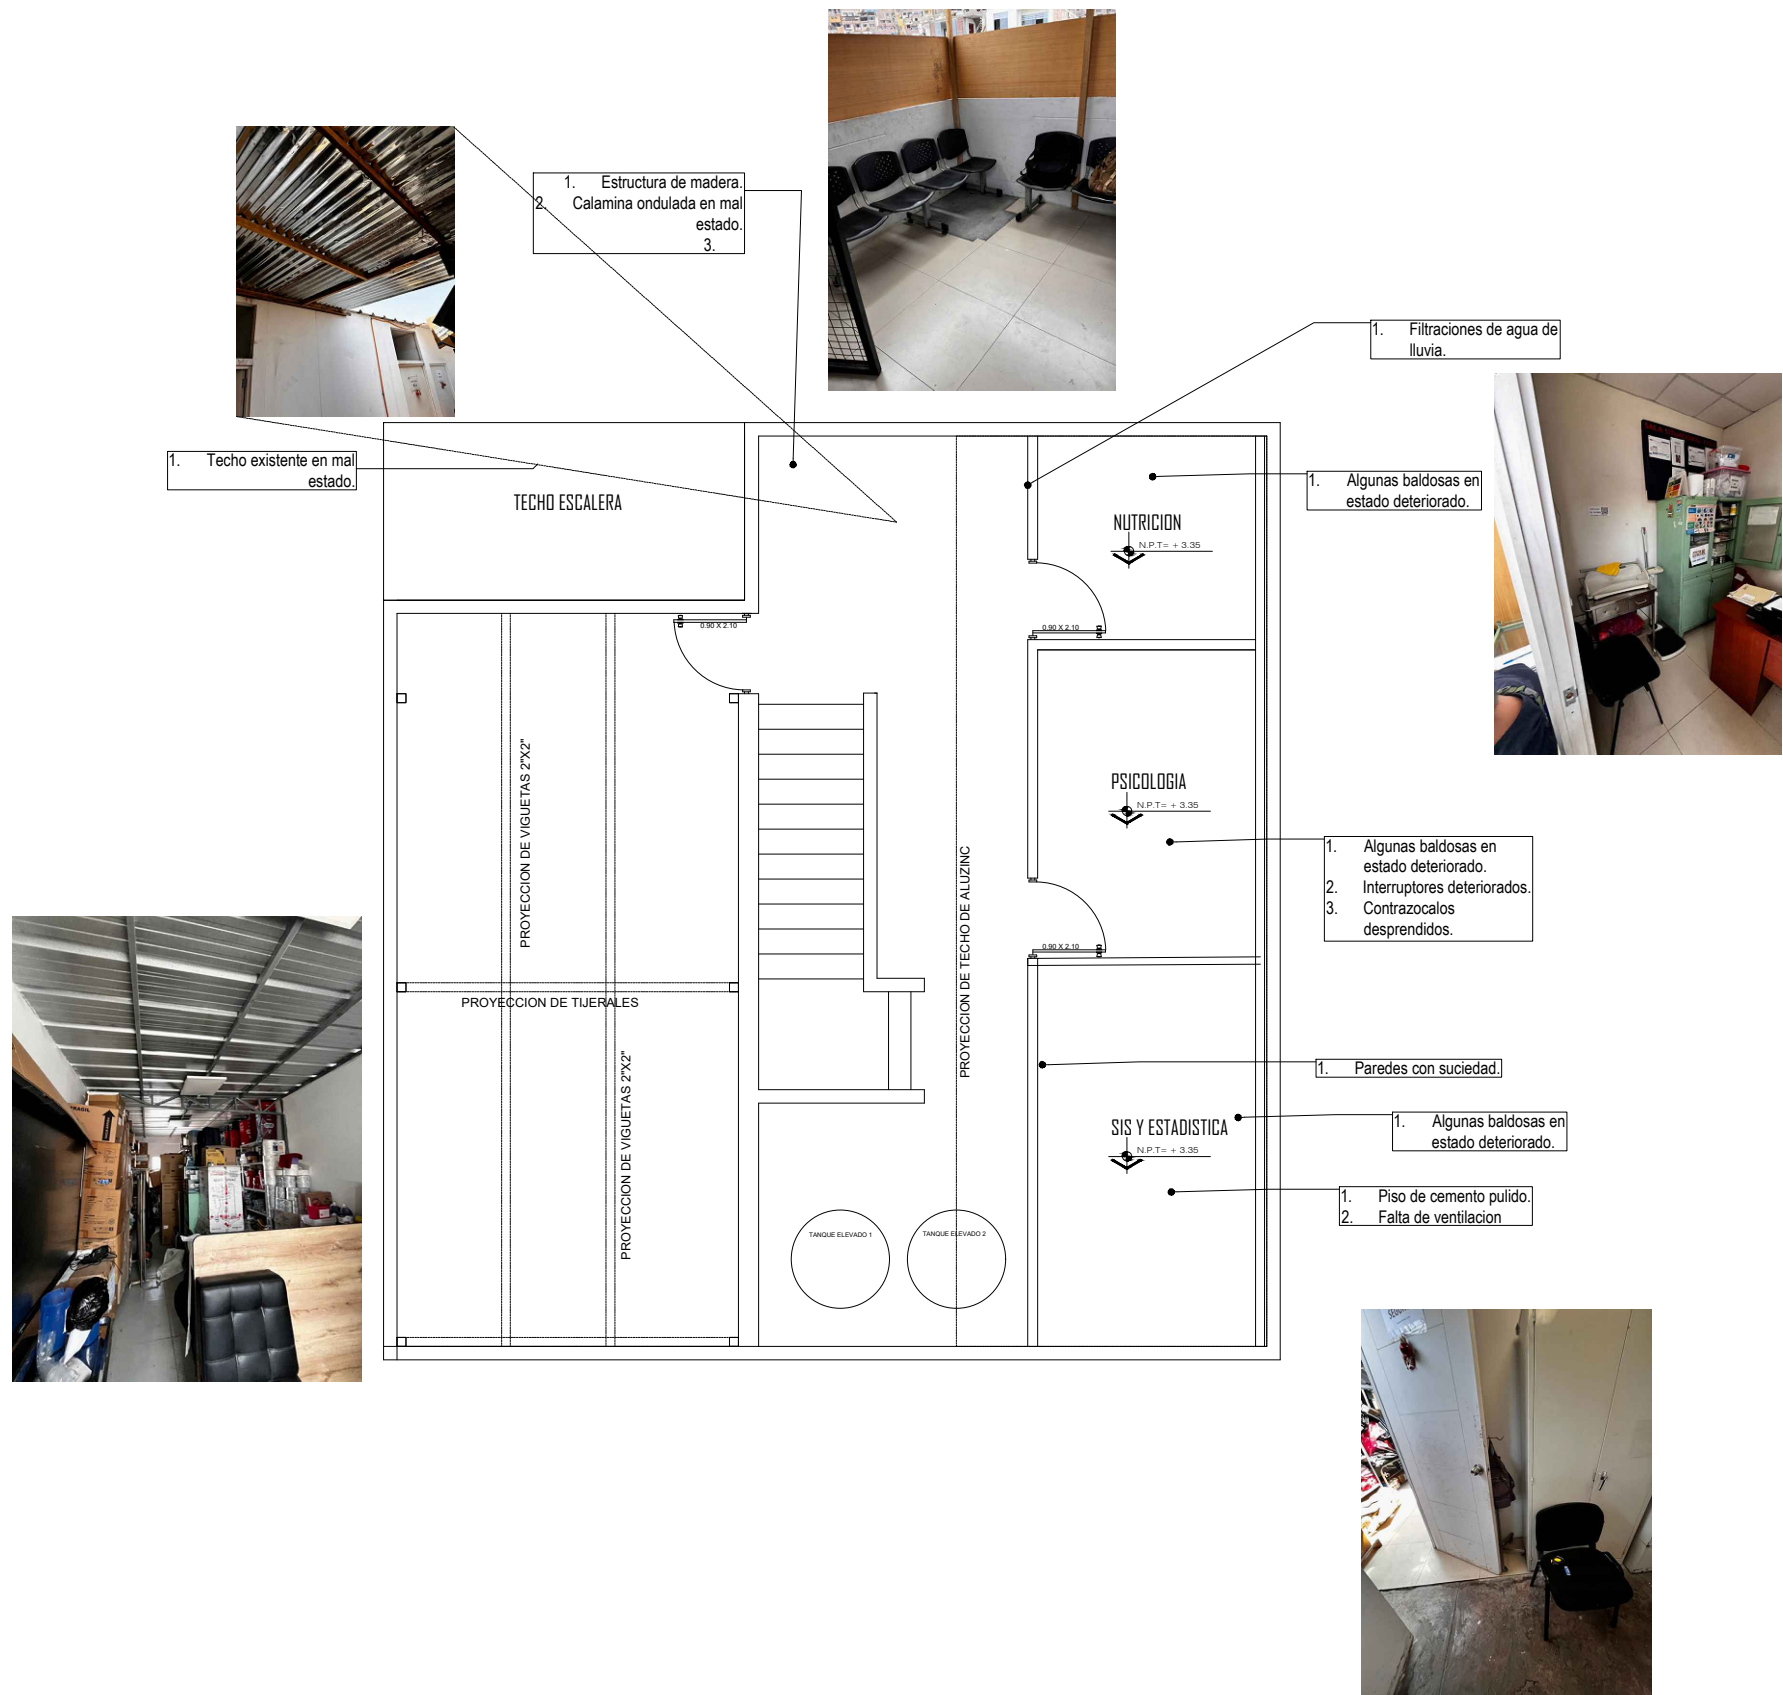 1. Estructura de madera.
2. Calamina ondulada en mal
estado.
3.
1. Filtraciones de agua de
lluvia.
1. Techo existente en mal
estado.
TECHO ESCALERA
1. Algunas baldosas en
estado deteriorado.
NUTRICION
N.P.T= + 3.35
0.90 X 2.10
0.90 X 2.10
PROYECCION DE VIGUETAS 2"X2"
PSICOLOGIA
N.P.T= + 3.35
1. Algunas baldosas en
estado deteriorado.
2. Interruptores deteriorados.
3. Contrazocalos
desprendidos.
PROYECCION DE TECHO DE ALUZINC
0.90 X 2.10
PROYECCION DE TIJERALES
PROYECCION DE VIGUETAS 2"X2"
1. Paredes con suciedad.
SIS Y ESTADISTICA
N.P.T= + 3.35
1. Algunas baldosas en
estado deteriorado.
1. Piso de cemento pulido.
2. Falta de ventilacion
TANQUE ELEVADO 1
TANQUE ELEVADO 2